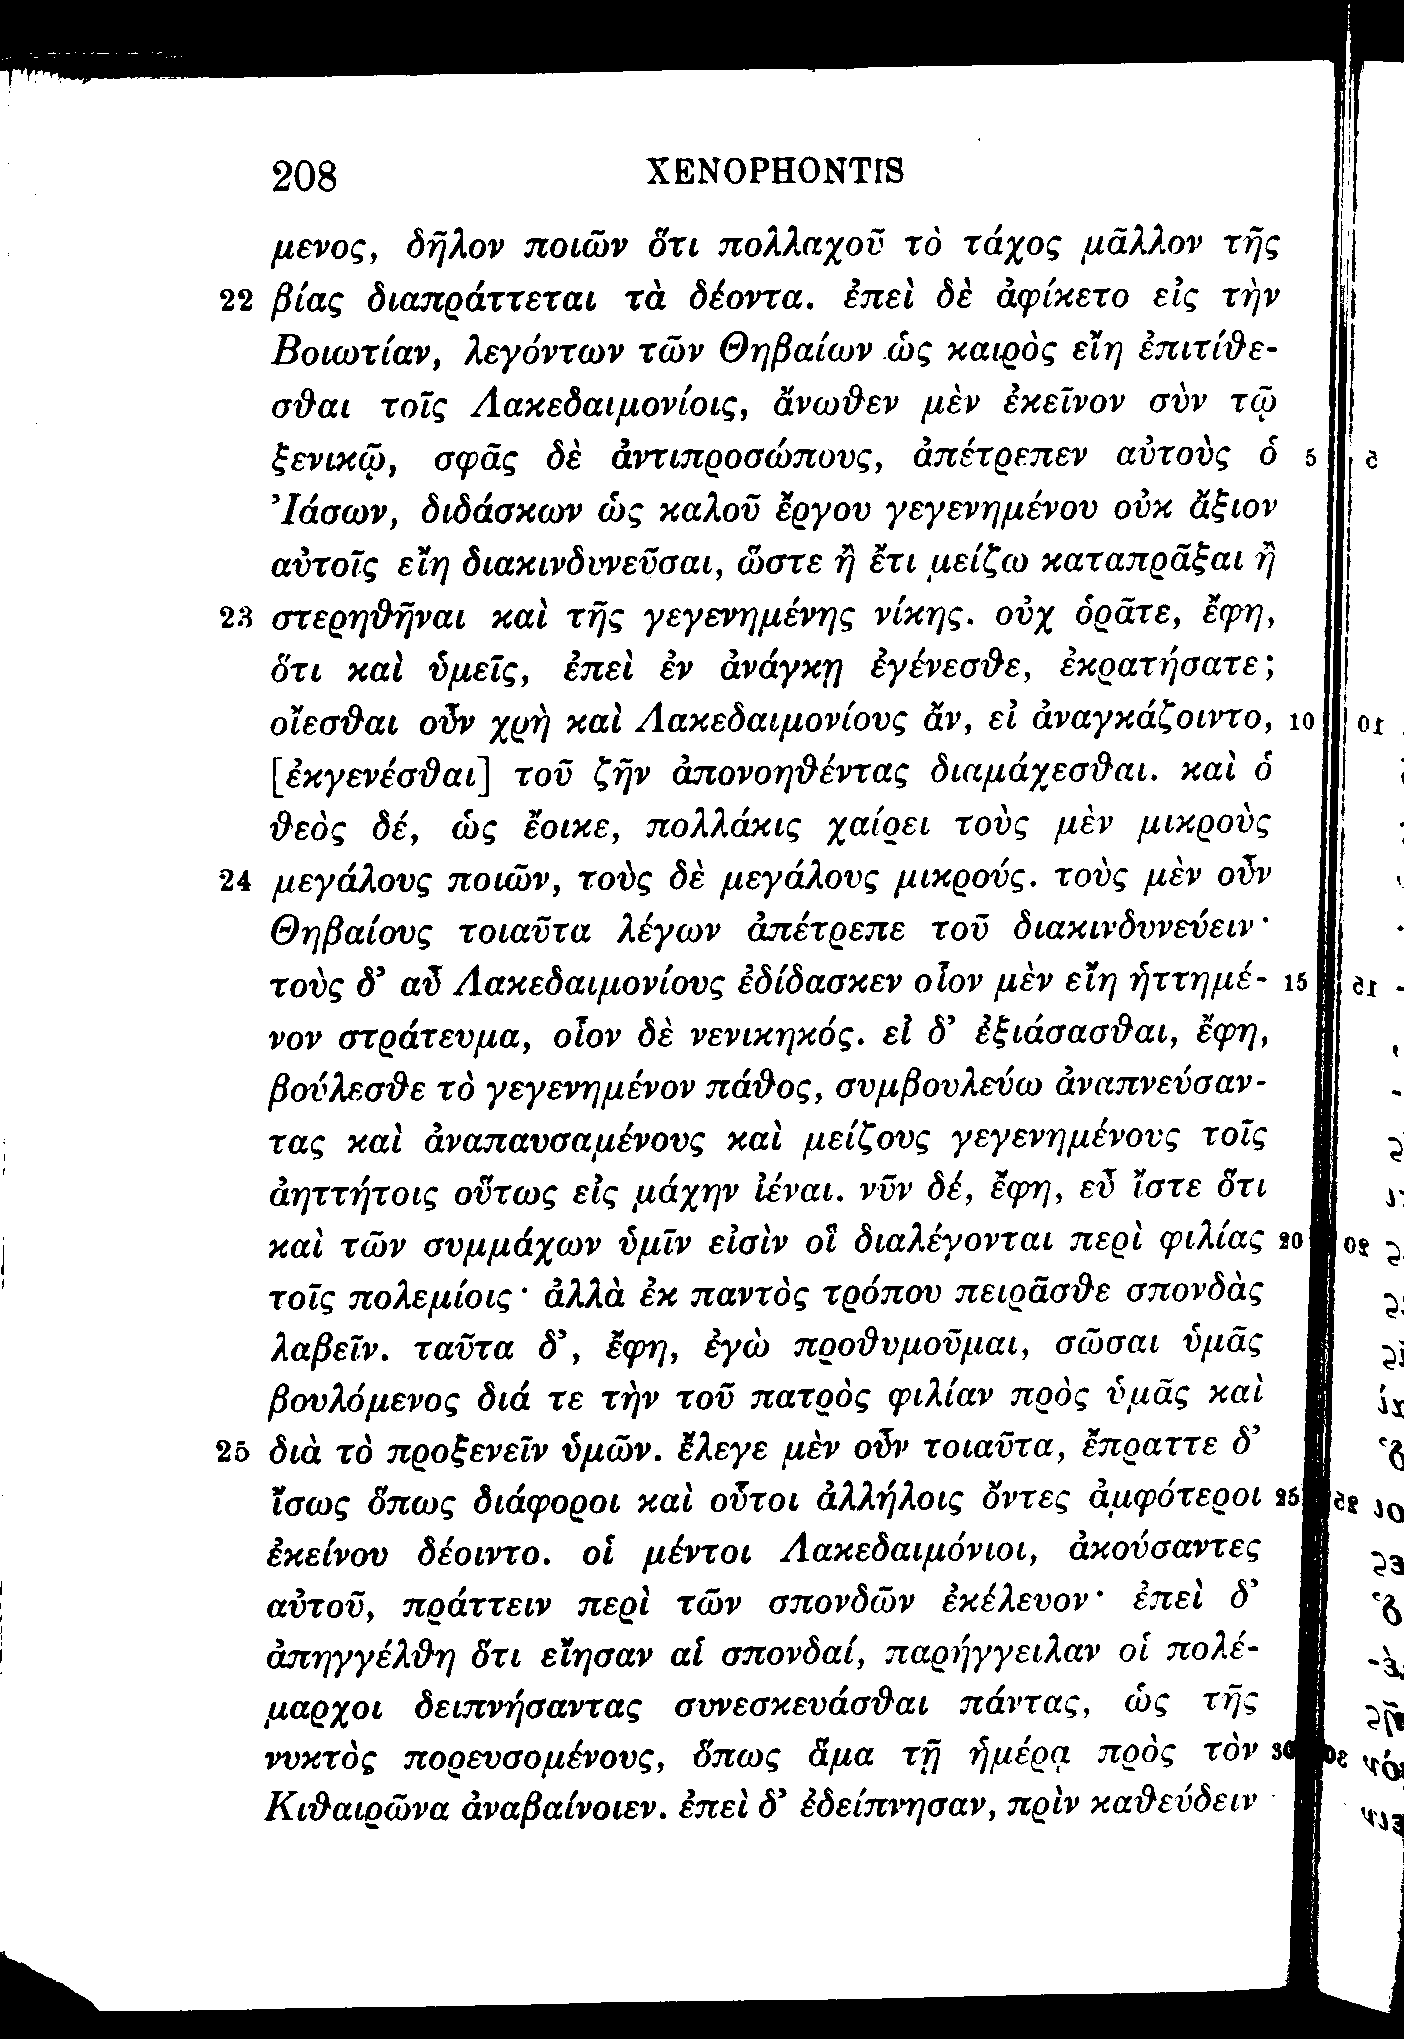 208 XENOPHONTIS
μενος, δῆλον ποιῶν ὅτι πολλαχοῦ τὸ τάχος μᾶλλον τῆς
22 βίας διαπράττεται τὰ δέοντα. ἐπεὶ δὲ ἀφίκετο εἰς τὴν
Βοιωτίαν, λεγόντων τῶν Θηβαίων ὡς καιρὸς εἴη ἐπιτίθε-
σθαι τοῖς Λακεδαιμονίοις, ἄνωθεν μὲν ἐκεῖνον σὺν τῷ
ξενικῷ, σφᾶς δὲ ἀντιπροσώπους, ἀπέτρεπεν αὐτοὺς ὁ 5
Ἰάσων, διδάσκων ὡς καλοῦ ἔργου γεγενημένου οὐκ ἄξιον
αὐτοῖς εἴη διακινδυνεῦσαι, ὥστε ἢ ἔτι μείζω καταπρᾶξαι ἢ
23 στερηθῆναι καὶ τῆς γεγενημένης νίκης. οὐχ ὁρᾶτε, ἔφη,
ὅτι καὶ ὑμεῖς, ἐπεὶ ἐν ἀνάγκῃ ἐγένεσθε, ἐκρατήσατε;
οἴεσθαι οὖν χρὴ καὶ Λακεδαιμονίους ἄν, εἰ ἀναγκάζοιντο, 10
[ἐκγενέσθαι] τοῦ ζῆν ἀπονοηθέντας διαμάχεσθαι. καὶ ὁ
θεὸς δέ, ὡς ἔοικε, πολλάκις χαίρει τοὺς μὲν μικροὺς
24 μεγάλους ποιῶν, τοὺς δὲ μεγάλους μικρούς. τοὺς μὲν οὖν
Θηβαίους τοιαῦτα λέγων ἀπέτρεπε τοῦ διακινδυνεύειν·
τοὺς δ’ αὖ Λακεδαιμονίους ἐδίδασκεν οἷον μὲν εἴη ἡττημέ- 15
νον στράτευμα, οἷον δὲ νενικηκός. εἰ δ’ ἐξιάσασθαι, ἔφη,
βούλεσθε τὸ γεγενημένον πάθος, συμβουλεύω ἀναπνεύσαν-
τας καὶ ἀναπαυσαμένους καὶ μείζους γεγενημένους τοῖς
ἀηττήτοις οὕτως εἰς μάχην ἰέναι. νῦν δέ, ἔφη, εὖ ἴστε ὅτι
καὶ τῶν συμμάχων ὑμῖν εἰσὶν οἳ διαλέγονται περὶ φιλίας 20
τοῖς πολεμίοις· ἀλλὰ ἐκ παντὸς τρόπου πειρᾶσθε σπονδὰς
λαβεῖν. ταῦτα δ’, ἔφη, ἐγὼ προθυμοῦμαι, σῶσαι ὑμᾶς
βουλόμενος διά τε τὴν τοῦ πατρὸς φιλίαν πρὸς ὑμᾶς καὶ
25 διὰ τὸ προξενεῖν ὑμῶν. ἔλεγε μὲν οὖν τοιαῦτα, ἔπραττε δ’
ἴσως ὅπως διάφοροι καὶ οὗτοι ἀλλήλοις ὄντες ἀμφότεροι 25
ἐκείνου δέοιντο. οἱ μέντοι Λακεδαιμόνιοι, ἀκούσαντες
αὐτοῦ, πράττειν περὶ τῶν σπονδῶν ἐκέλευον· ἐπεὶ δ’
ἀπηγγέλθη ὅτι εἴησαν αἱ σπονδαί, παρήγγειλαν οἱ πολέ-
μαρχοι δειπνήσαντας συνεσκευάσθαι πάντας, ὡς τῆς
νυκτὸς πορευσομένους, ὅπως ἅμα τῇ ἡμέρᾳ πρὸς τὸν 30
Κιθαιρῶνα ἀναβαίνοιεν. ἐπεὶ δ’ ἐδείπνησαν, πρὶν καθεύδειν